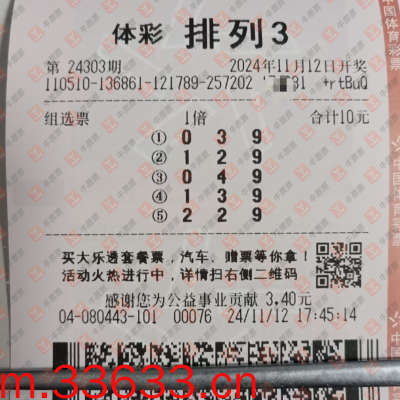 体彩 排列3
第 24303期 2024年11月12日开奖
110510-136861-121789-257202 81 +rtBuQ
组选票 1倍 合计10元
① 0 3 9
② 1 2 9
③ 0 4 9
④ 1 3 9
⑤ 2 2 9
买大乐透套餐票，汽车、赠票等你拿！
活动火热进行中，详情扫右侧二维码
感谢您为公益事业贡献 3.40元
04-080443-101 00076 24/11/12 17:45:14
m.33633.cn
中国体育彩